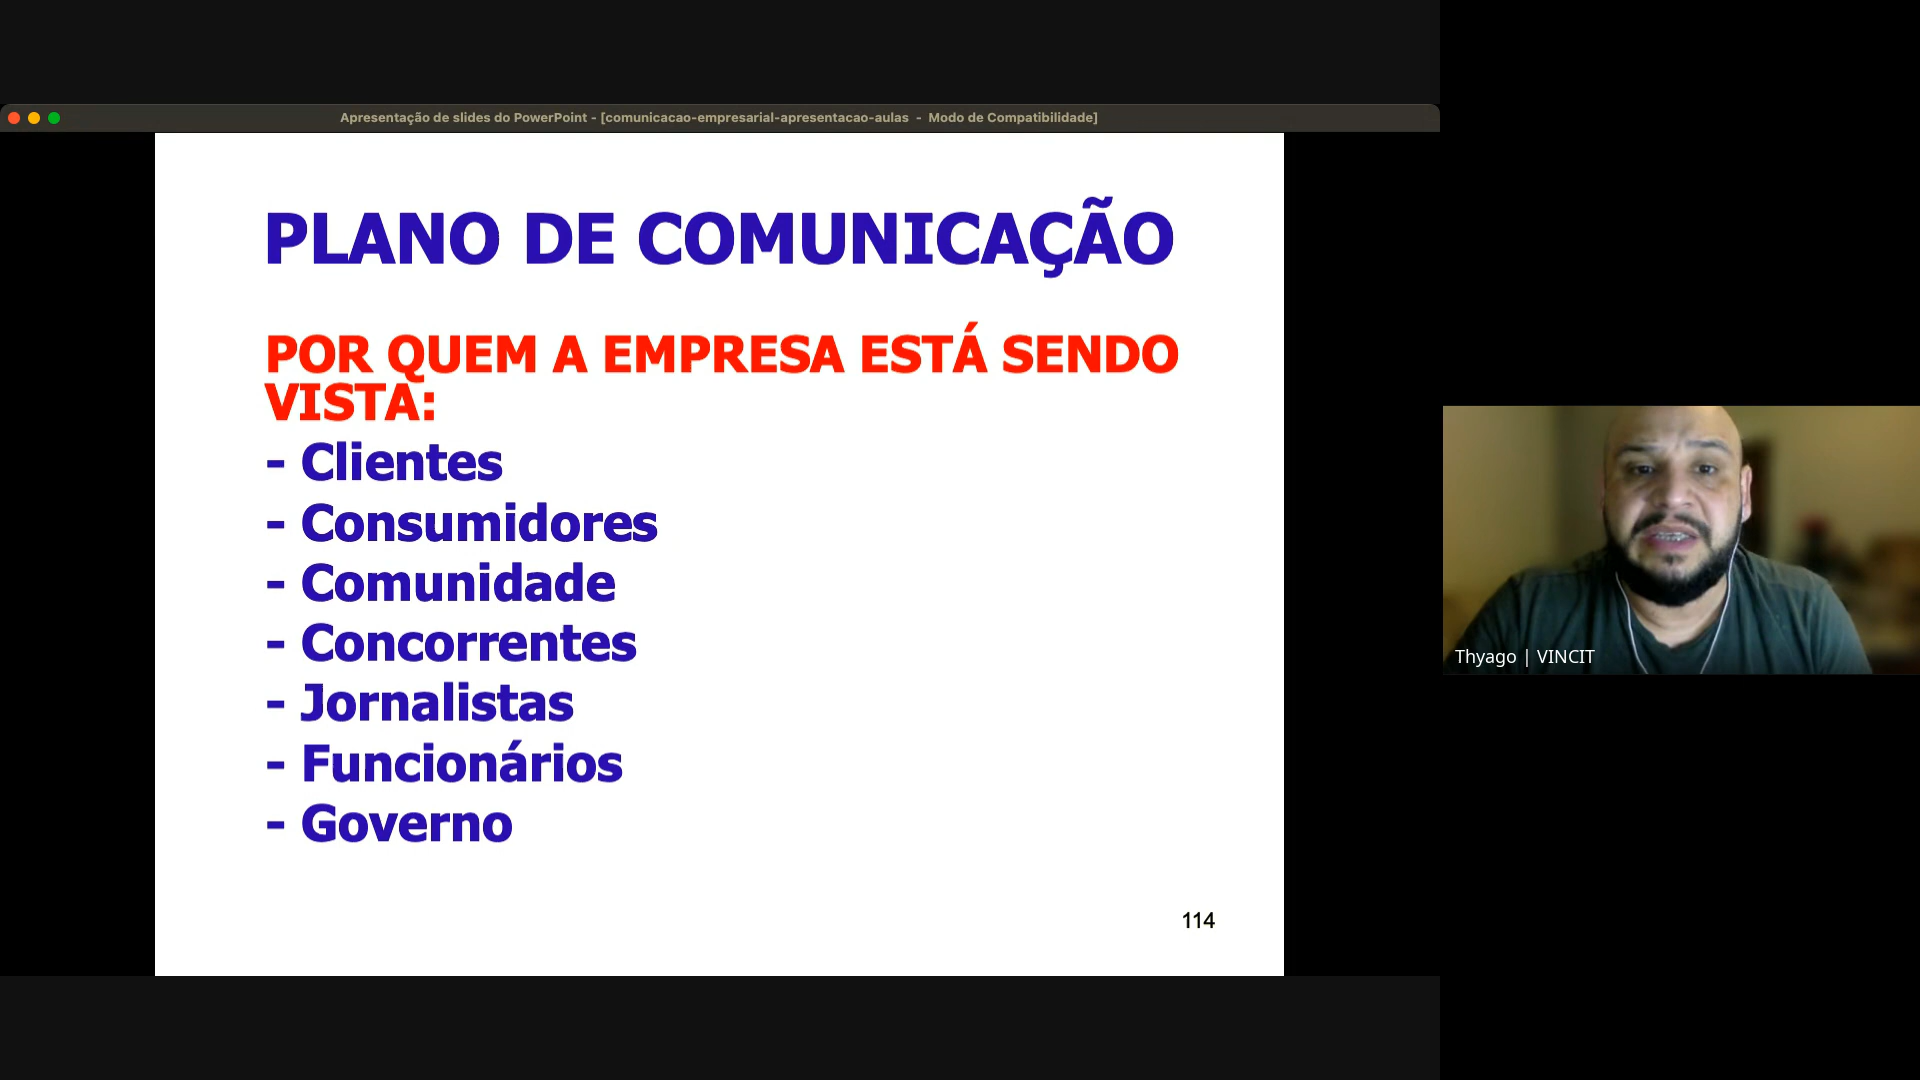 Apresentação de slides do PowerPoint - [comunicacao-empresarial-apresentacao-aulas - Modo de Compatibilidade]
PLANO DE COMUNICAÇÃO
POR QUEM A EMPRESA ESTÁ SENDO
VISTA:
- Clientes
- Consumidores
- Comunidade
- Concorrentes
- Jornalistas
- Funcionários
- Governo
114
Thyago | VINCIT